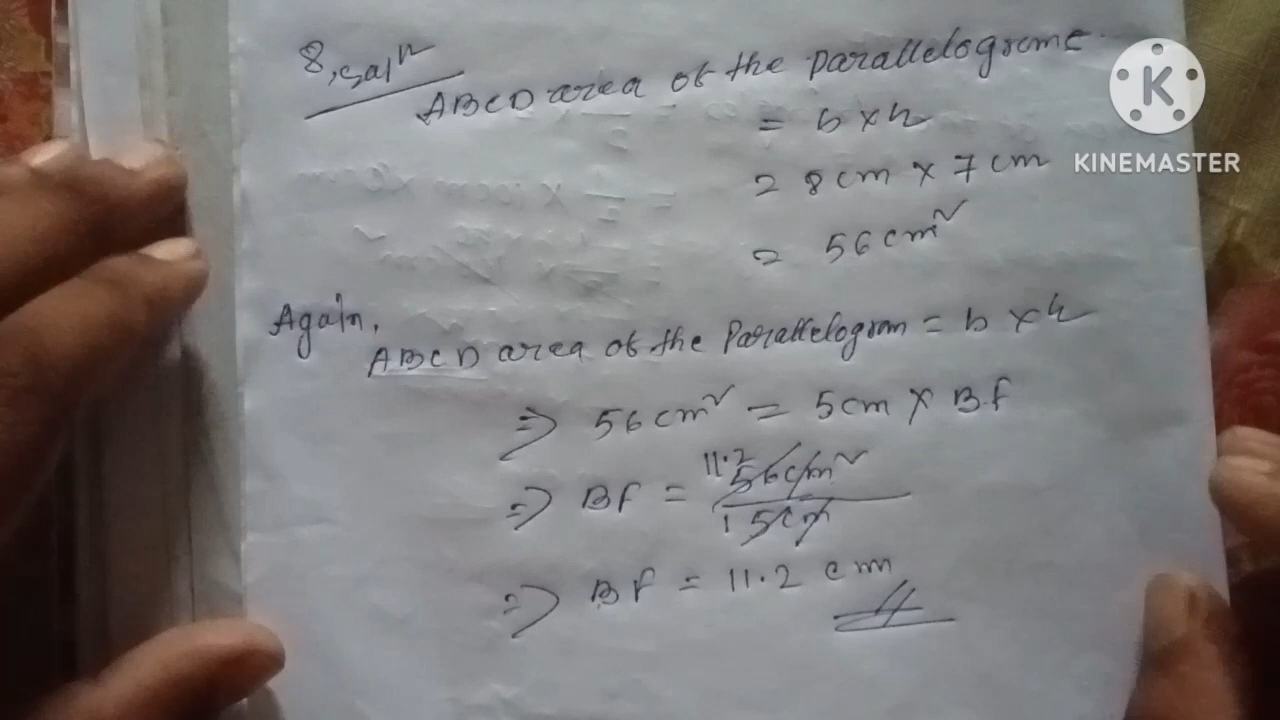 8, solⁿ
ABCD area of the parallelograme
= b × h
= 8 cm × 7 cm
= 56 cm²
K
KINEMASTER
Again,
ABCD area of the Parallelogram = b × h
⇒ 56 cm² = 5 cm × BF
⇒ BF = 11.2 56 cm² / 1 5 cm
⇒ BF = 11.2 cm